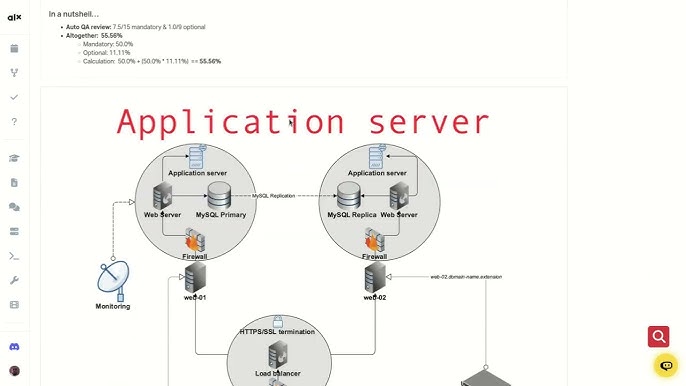 alx
In a nutshell…
Auto QA review: 7.5/15 mandatory & 1.0/9 optional
Altogether: 55.56%
Mandatory: 50.0%
Optional: 11.11%
Calculation: 50.0% + (50.0% * 11.11%) == 55.56%
Application server
Application server
Application server
Web Server
MySQL Primary
MySQL Replication
MySQL Replica
Web Server
Firewall
Firewall
Monitoring
web-01
web-02
web-02.domain-name.extension
HTTPS/SSL termination
Load balancer